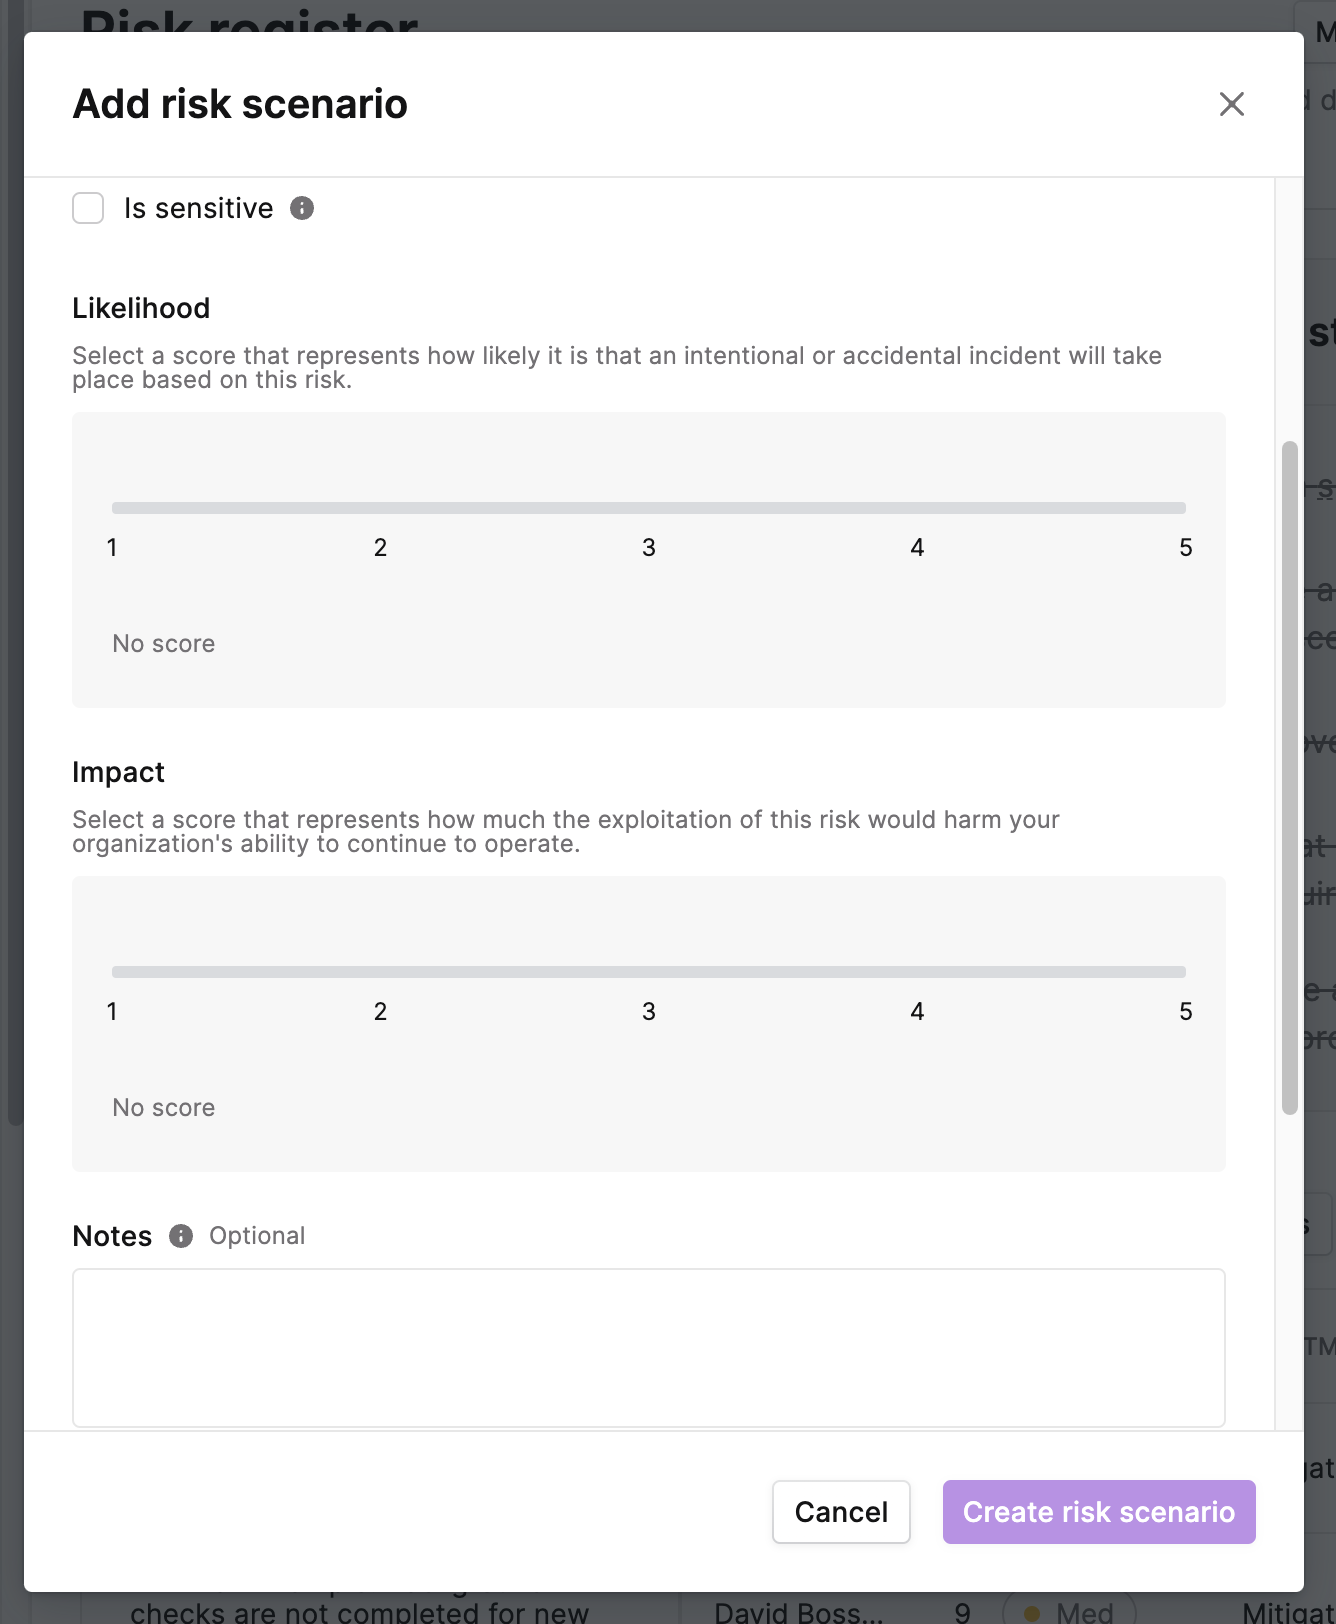 Risk register
Add risk scenario
Is sensitive
Likelihood
Select a score that represents how likely it is that an intentional or accidental incident will take
place based on this risk.
1 2 3 4 5
No score
Impact
Select a score that represents how much the exploitation of this risk would harm your
organization's ability to continue to operate.
1 2 3 4 5
No score
Notes Optional
Cancel Create risk scenario
checks are not completed for new David Boss... 9 Med